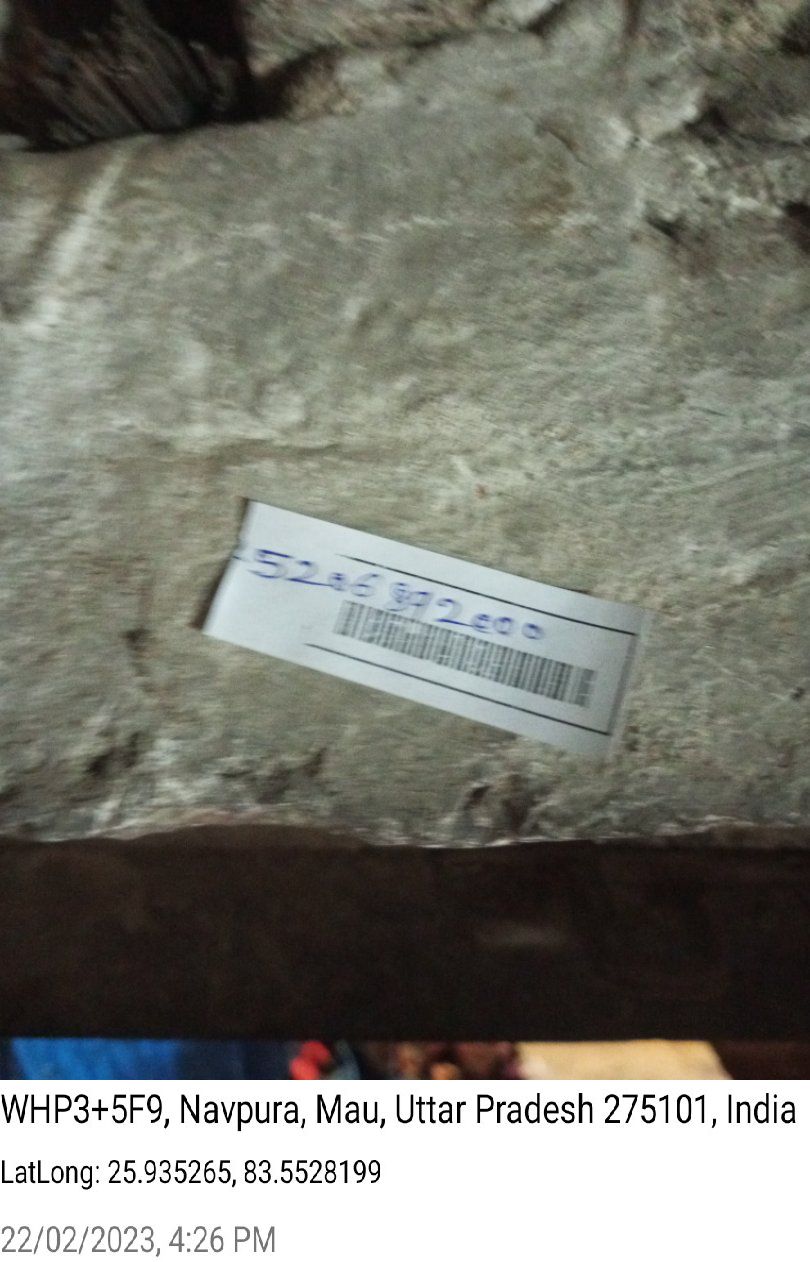 WHP3+5F9, Navpura, Mau, Uttar Pradesh 275101, India
LatLong: 25.935265, 83.5528199
22/02/2023, 4:26 PM